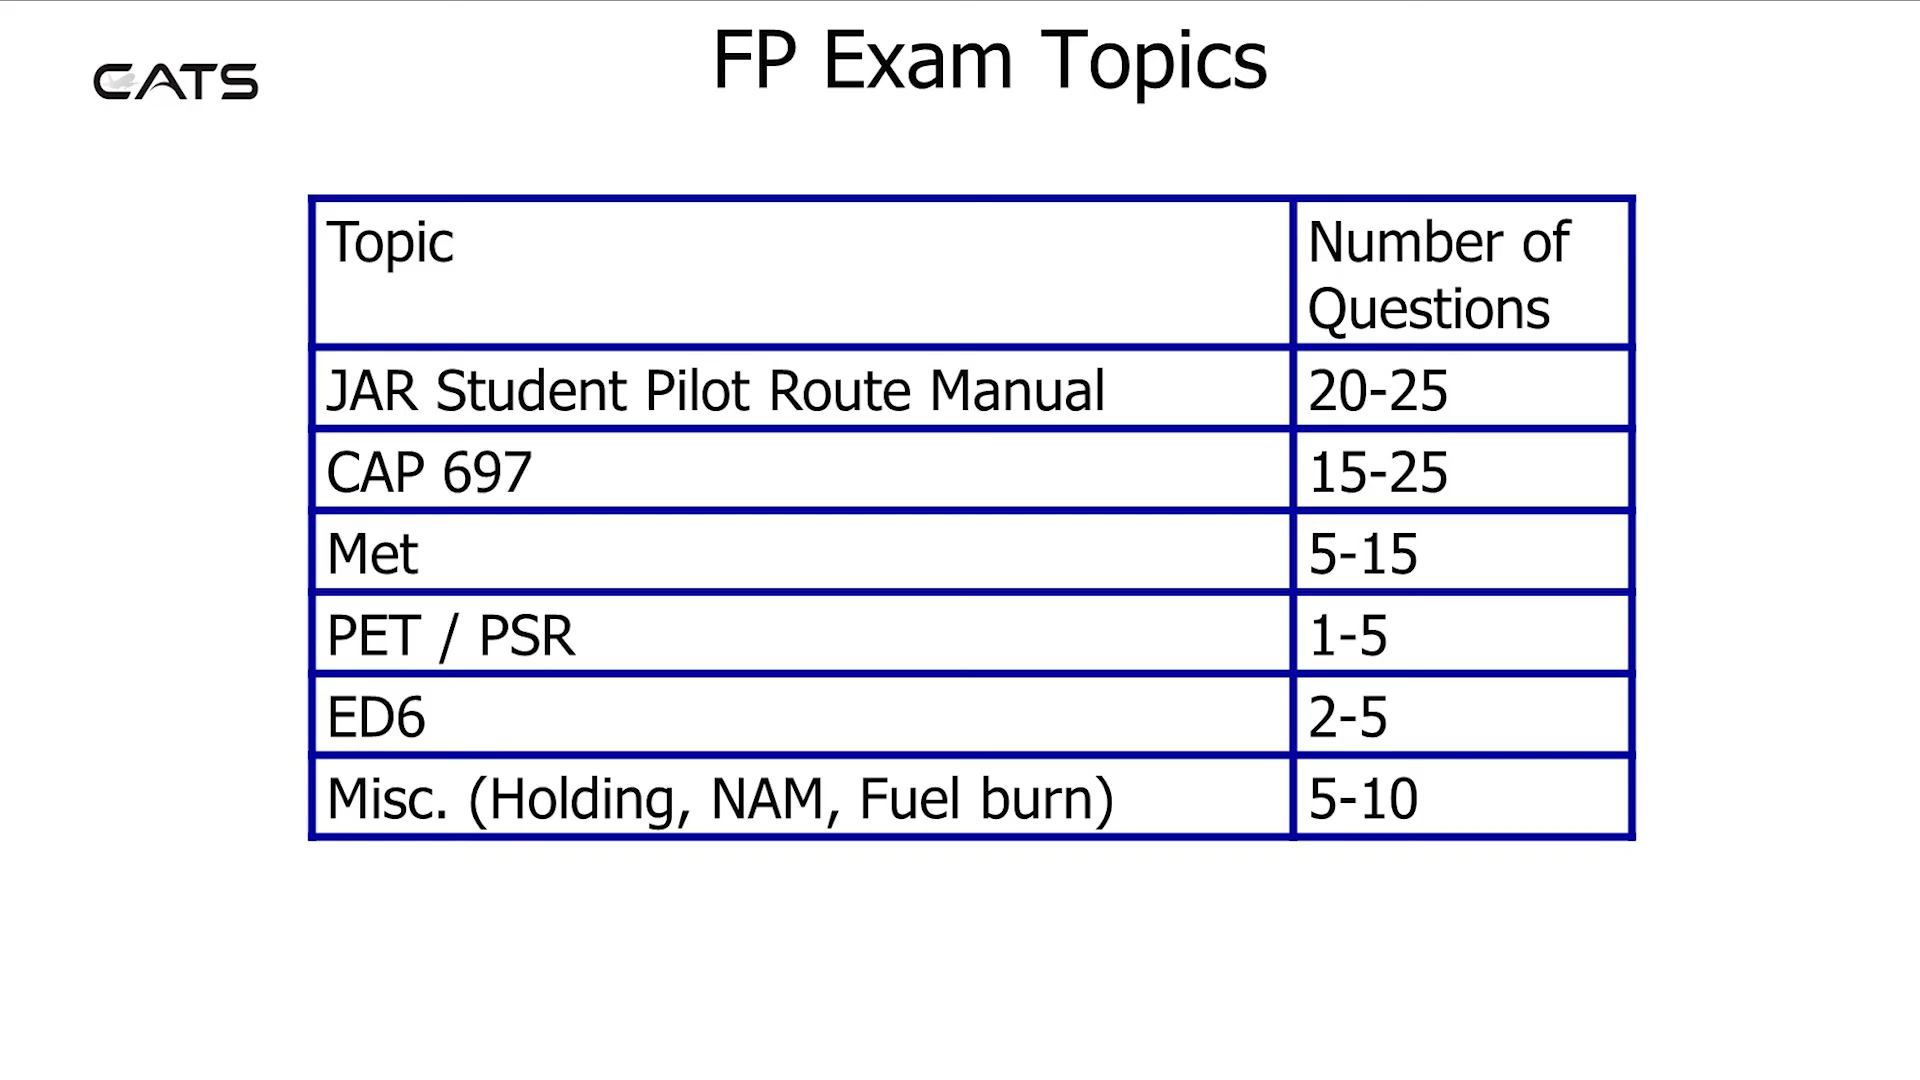 CATS
FP Exam Topics
Topic
Number of
Questions
JAR Student Pilot Route Manual
20-25
CAP 697
15-25
Met
5-15
PET / PSR
1-5
ED6
2-5
Misc. (Holding, NAM, Fuel burn)
5-10